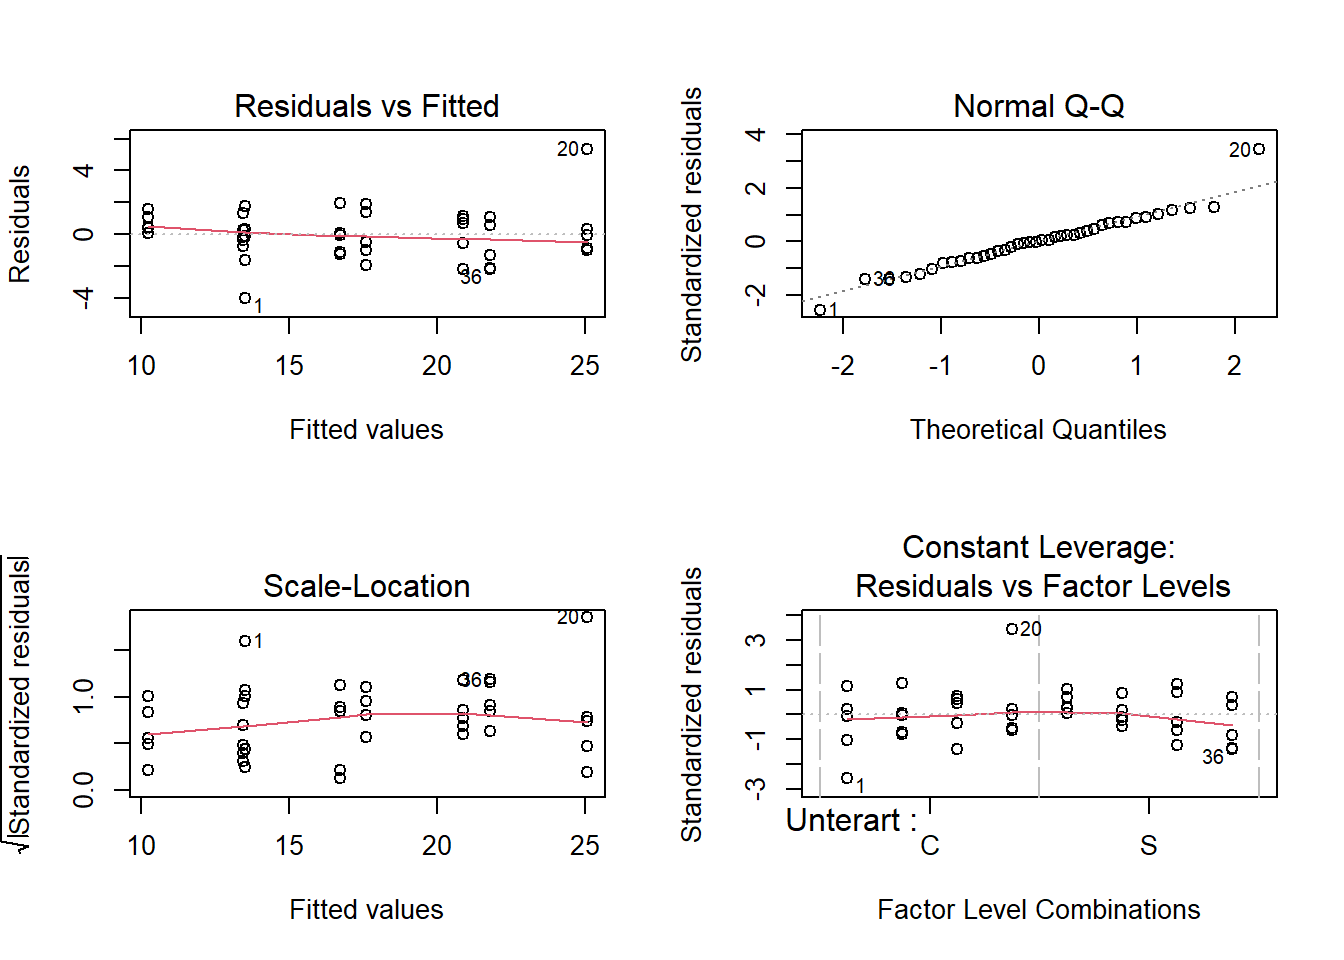 Residuals vs Fitted
Residuals
4
0
-4
20
36
1
10 15 20 25
Fitted values
Normal Q-Q
Standardized residuals
4
2
0
-2
20
36
1
-2 -1 0 1 2
Theoretical Quantiles
Scale-Location
√|Standardized residuals|
1.0
0.0
1
20
36
10 15 20 25
Fitted values
Constant Leverage:
Residuals vs Factor Levels
Standardized residuals
3
1
-1
-3
20
36
1
Unterart :
C S
Factor Level Combinations